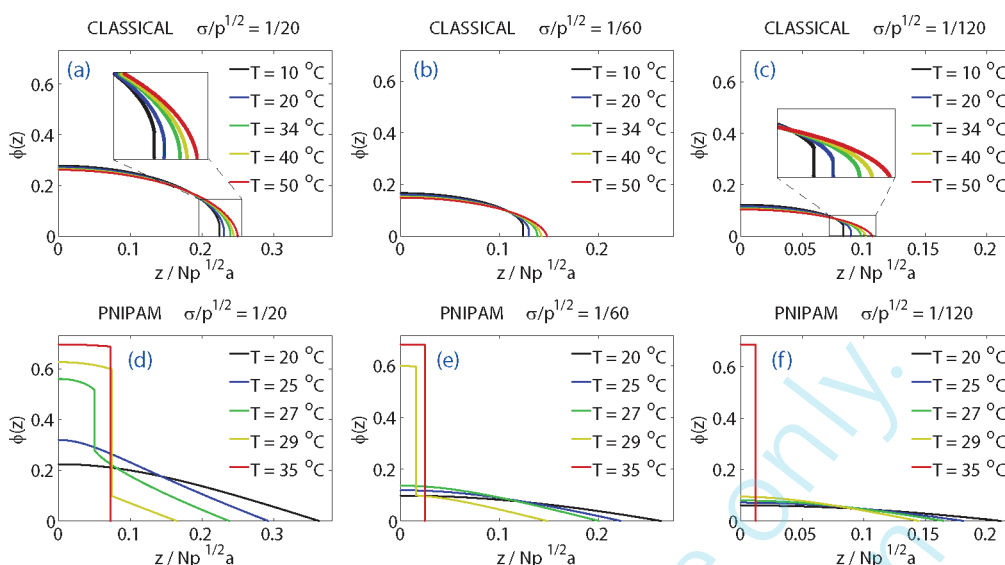 CLASSICAL σ/p^1/2 = 1/20
CLASSICAL σ/p^1/2 = 1/60
CLASSICAL σ/p^1/2 = 1/120
(a)
T = 10 °C
T = 20 °C
T = 34 °C
T = 40 °C
T = 50 °C
0.6
0.4
0.2
0
ϕ(z)
0 0.1 0.2 0.3
z / Np^1/2a
(b)
T = 10 °C
T = 20 °C
T = 34 °C
T = 40 °C
T = 50 °C
0.6
0.4
0.2
0
ϕ(z)
0 0.1 0.2
z / Np^1/2a
(c)
T = 10 °C
T = 20 °C
T = 34 °C
T = 40 °C
T = 50 °C
0.6
0.4
0.2
0
ϕ(z)
0 0.05 0.1 0.15 0.2
z / Np^1/2a
PNIPAM σ/p^1/2 = 1/20
PNIPAM σ/p^1/2 = 1/60
PNIPAM σ/p^1/2 = 1/120
(d)
T = 20 °C
T = 25 °C
T = 27 °C
T = 29 °C
T = 35 °C
0.6
0.4
0.2
0
ϕ(z)
0 0.1 0.2 0.3
z / Np^1/2a
(e)
T = 20 °C
T = 25 °C
T = 27 °C
T = 29 °C
T = 35 °C
0.6
0.4
0.2
0
ϕ(z)
0 0.1 0.2
z / Np^1/2a
(f)
T = 20 °C
T = 25 °C
T = 27 °C
T = 29 °C
T = 35 °C
0.6
0.4
0.2
0
ϕ(z)
0 0.05 0.1 0.15 0.2
z / Np^1/2a
only.